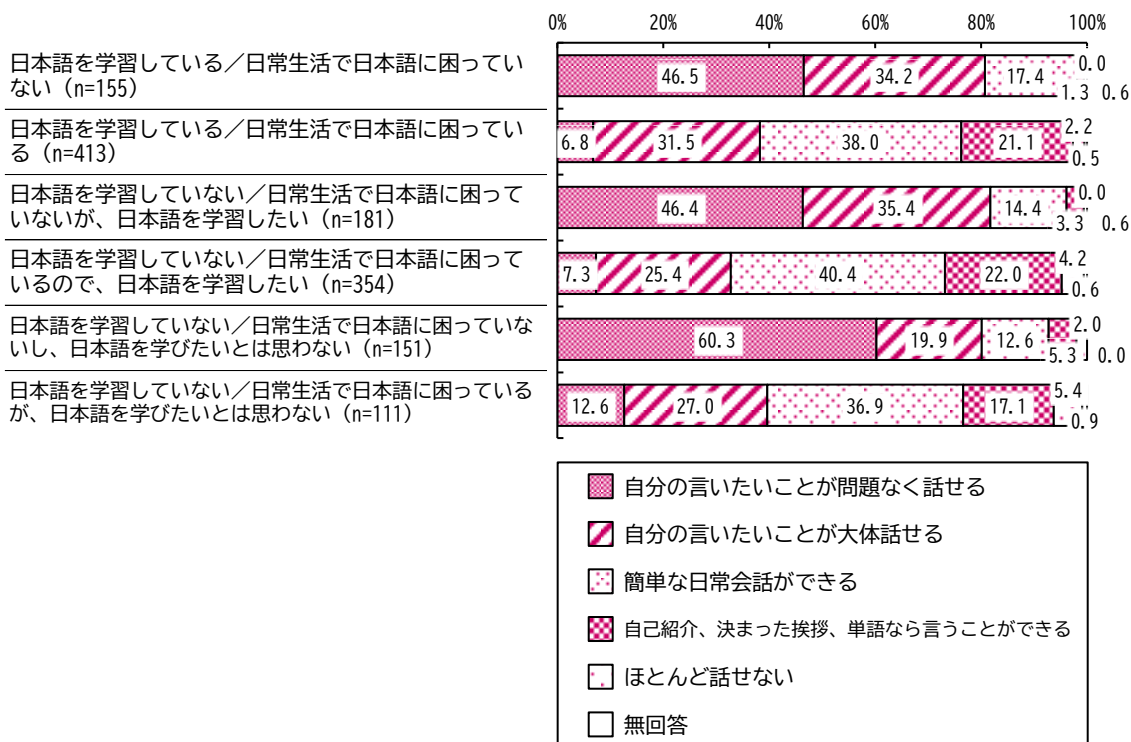 0% 20% 40% 60% 80% 100%
日本語を学習している／日常生活で日本語に困ってい
ない (n=155)
46.5 34.2 17.4 1.3 0.0 0.6
日本語を学習している／日常生活で日本語に困ってい
る (n=413)
6.8 31.5 38.0 21.1 2.2 0.5
日本語を学習していない／日常生活で日本語に困って
いないが、日本語を学習したい (n=181)
46.4 35.4 14.4 3.3 0.0 0.6
日本語を学習していない／日常生活で日本語に困って
いるので、日本語を学習したい (n=354)
7.3 25.4 40.4 22.0 4.2 0.6
日本語を学習していない／日常生活で日本語に困っていな
いし、日本語を学びたいとは思わない (n=151)
60.3 19.9 12.6 5.3 2.0 0.0
日本語を学習していない／日常生活で日本語に困っている
が、日本語を学びたいとは思わない (n=111)
12.6 27.0 36.9 17.1 5.4 0.9
自分の言いたいことが問題なく話せる
自分の言いたいことが大体話せる
簡単な日常会話ができる
自己紹介、決まった挨拶、単語なら言うことができる
ほとんど話せない
無回答